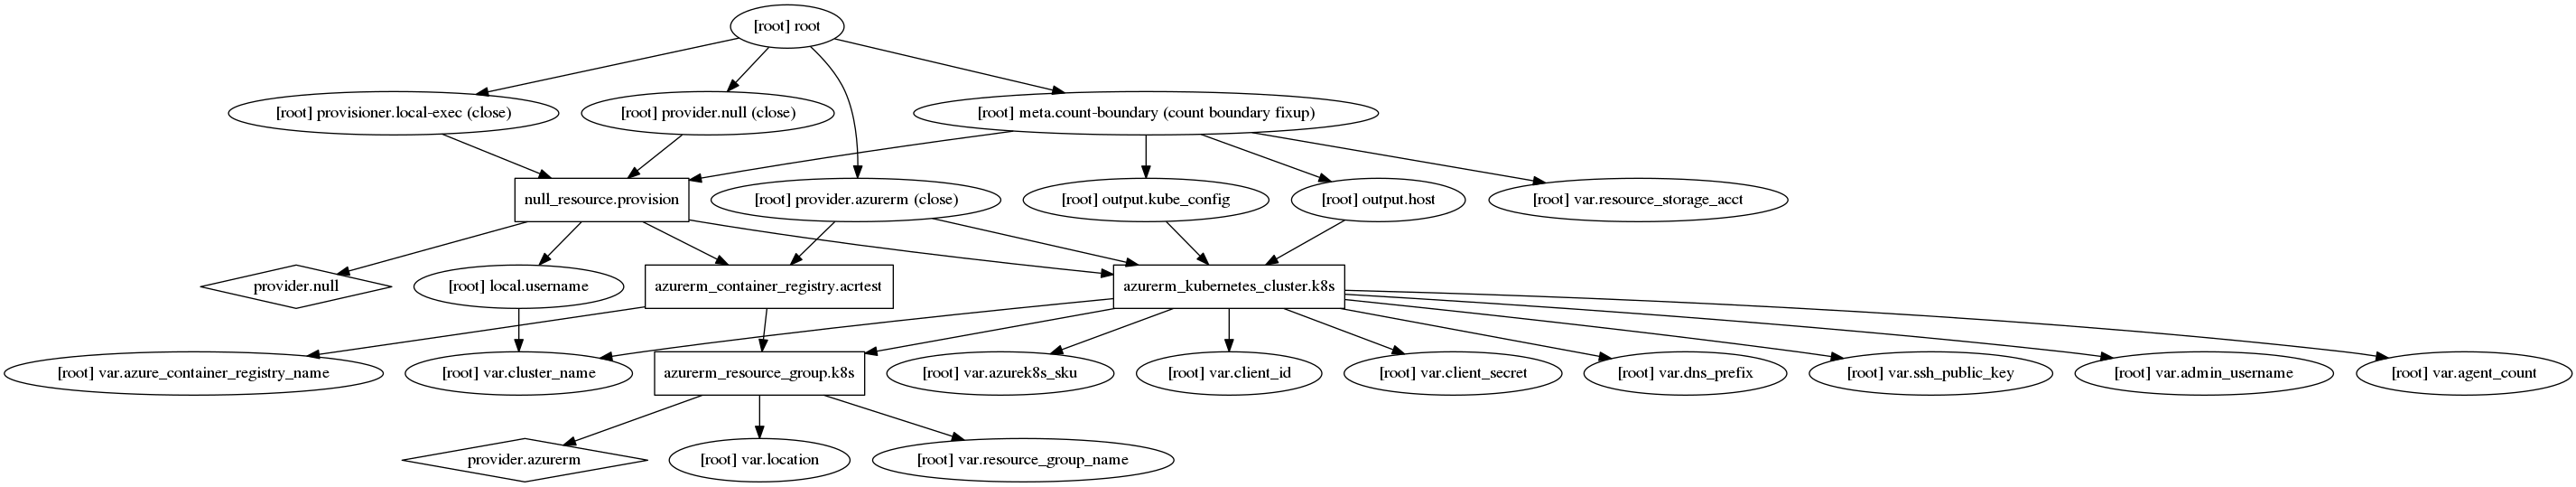 [root] root
[root] provisioner.local-exec (close)
[root] provider.null (close)
[root] meta.count-boundary (count boundary fixup)
null_resource.provision
[root] provider.azurerm (close)
[root] output.kube_config
[root] output.host
[root] var.resource_storage_acct
provider.null
[root] local.username
azurerm_container_registry.acrtest
azurerm_kubernetes_cluster.k8s
[root] var.azure_container_registry_name
[root] var.cluster_name
azurerm_resource_group.k8s
[root] var.azurek8s_sku
[root] var.client_id
[root] var.client_secret
[root] var.dns_prefix
[root] var.ssh_public_key
[root] var.admin_username
[root] var.agent_count
provider.azurerm
[root] var.location
[root] var.resource_group_name